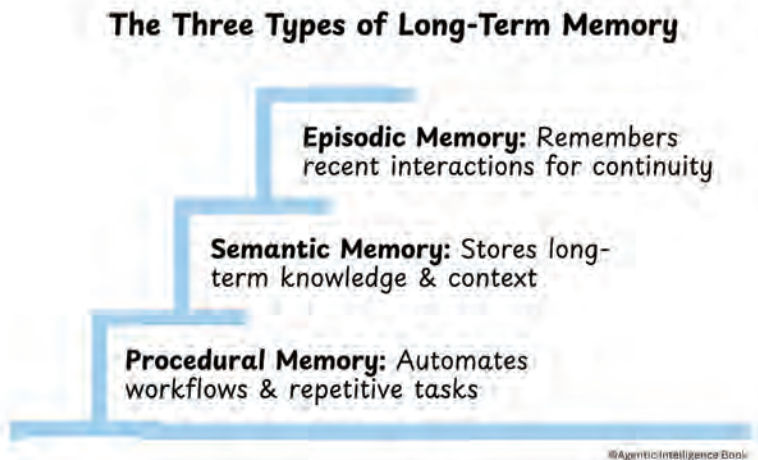 The Three Types of Long-Term Memory
Episodic Memory: Remembers
recent interactions for continuity
Semantic Memory: Stores long-
term knowledge & context
Procedural Memory: Automates
workflows & repetitive tasks
©Agentic Intelligence Book